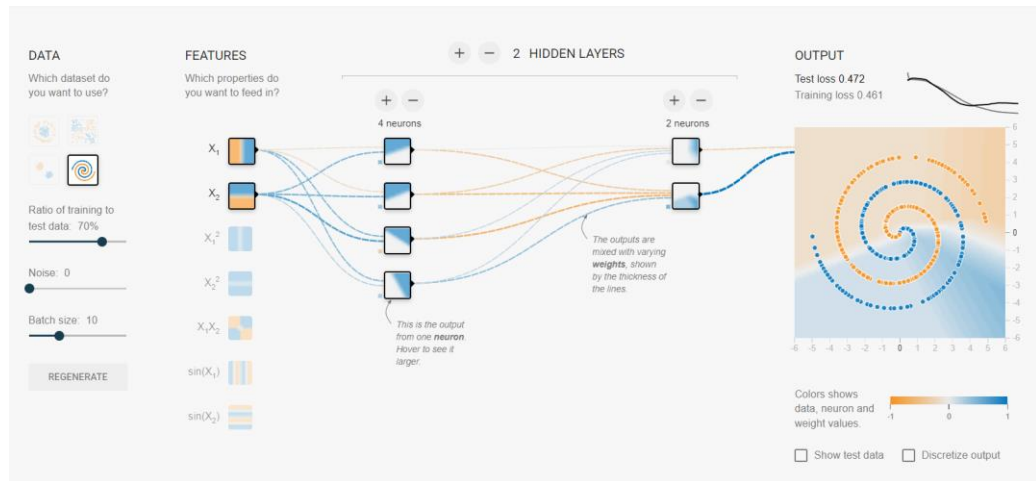 DATA
Which dataset do
you want to use?
Ratio of training to
test data: 70%
Noise: 0
Batch size: 10
REGENERATE
FEATURES
Which properties do
you want to feed in?
X1
X2
X1²
X2²
X1X2
sin(X1)
sin(X2)
+ − 2 HIDDEN LAYERS
+ −
4 neurons
+ −
2 neurons
This is the output
from one neuron.
Hover to see it
larger.
The outputs are
mixed with varying
weights, shown
by the thickness of
the lines.
OUTPUT
Test loss 0.472
Training loss 0.461
6
5
4
3
2
1
0
-1
-2
-3
-4
-5
-6
-6 -5 -4 -3 -2 -1 0 1 2 3 4 5 6
Colors shows
data, neuron and
weight values.
-1 0 1
Show test data
Discretize output